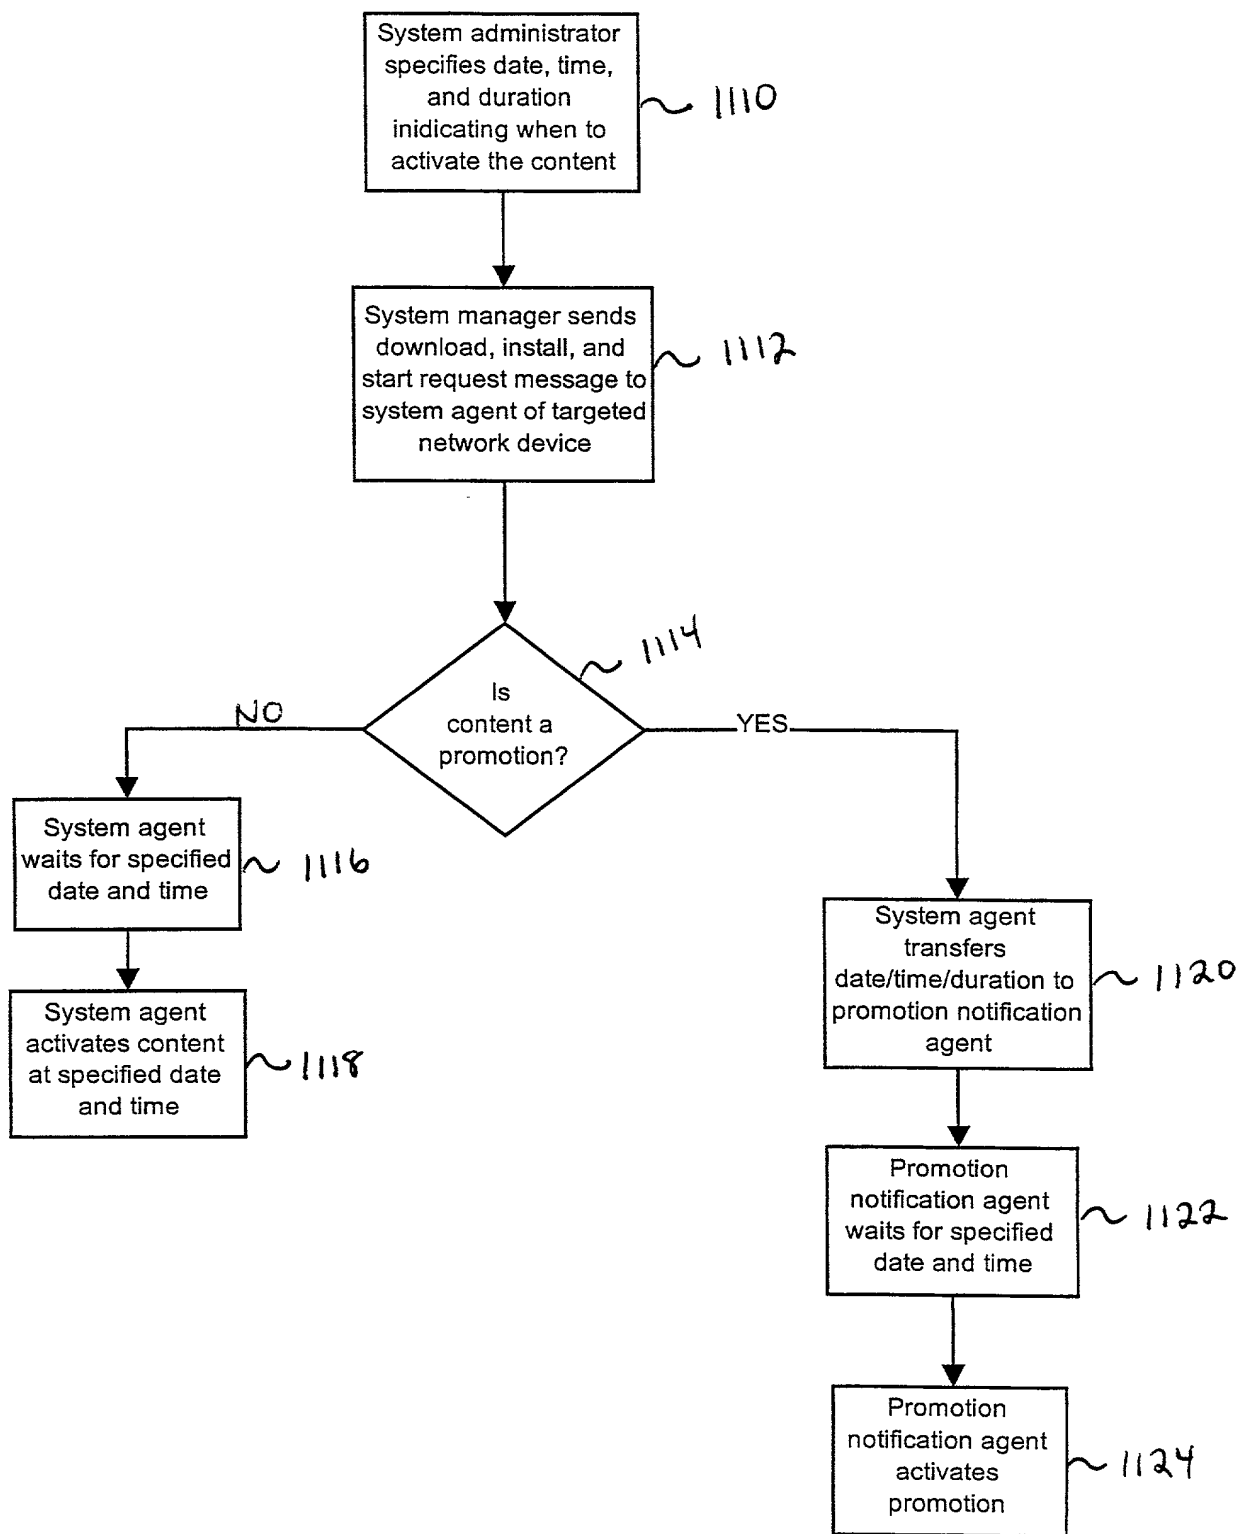 System administrator
specifies date, time,
and duration
inidicating when to
activate the content
1110
System manager sends
download, install, and
start request message to
system agent of targeted
network device
1112
Is
content a
promotion?
1114
NO
YES
System agent
waits for specified
date and time
1116
System agent
activates content
at specified date
and time
1118
System agent
transfers
date/time/duration to
promotion notification
agent
1120
Promotion
notification agent
waits for specified
date and time
1122
Promotion
notification agent
activates
promotion
1124